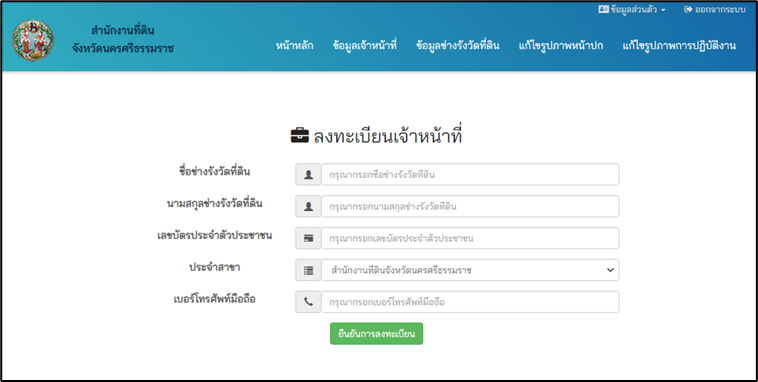 ข้อมูลส่วนตัว ออกจากระบบ
สำนักงานที่ดิน
จังหวัดนครศรีธรรมราช
หน้าหลัก ข้อมูลเจ้าหน้าที่ ข้อมูลช่างรังวัดที่ดิน แก้ไขรูปภาพหน้าปก แก้ไขรูปภาพการปฏิบัติงาน
ลงทะเบียนเจ้าหน้าที่
ชื่อช่างรังวัดที่ดิน กรุณากรอกชื่อช่างรังวัดที่ดิน
นามสกุลช่างรังวัดที่ดิน กรุณากรอกนามสกุลช่างรังวัดที่ดิน
เลขบัตรประจำตัวประชาชน กรุณากรอกเลขบัตรประจำตัวประชาชน
ประจำสาขา สำนักงานที่ดินจังหวัดนครศรีธรรมราช
เบอร์โทรศัพท์มือถือ กรุณากรอกเบอร์โทรศัพท์มือถือ
ยืนยันการลงทะเบียน